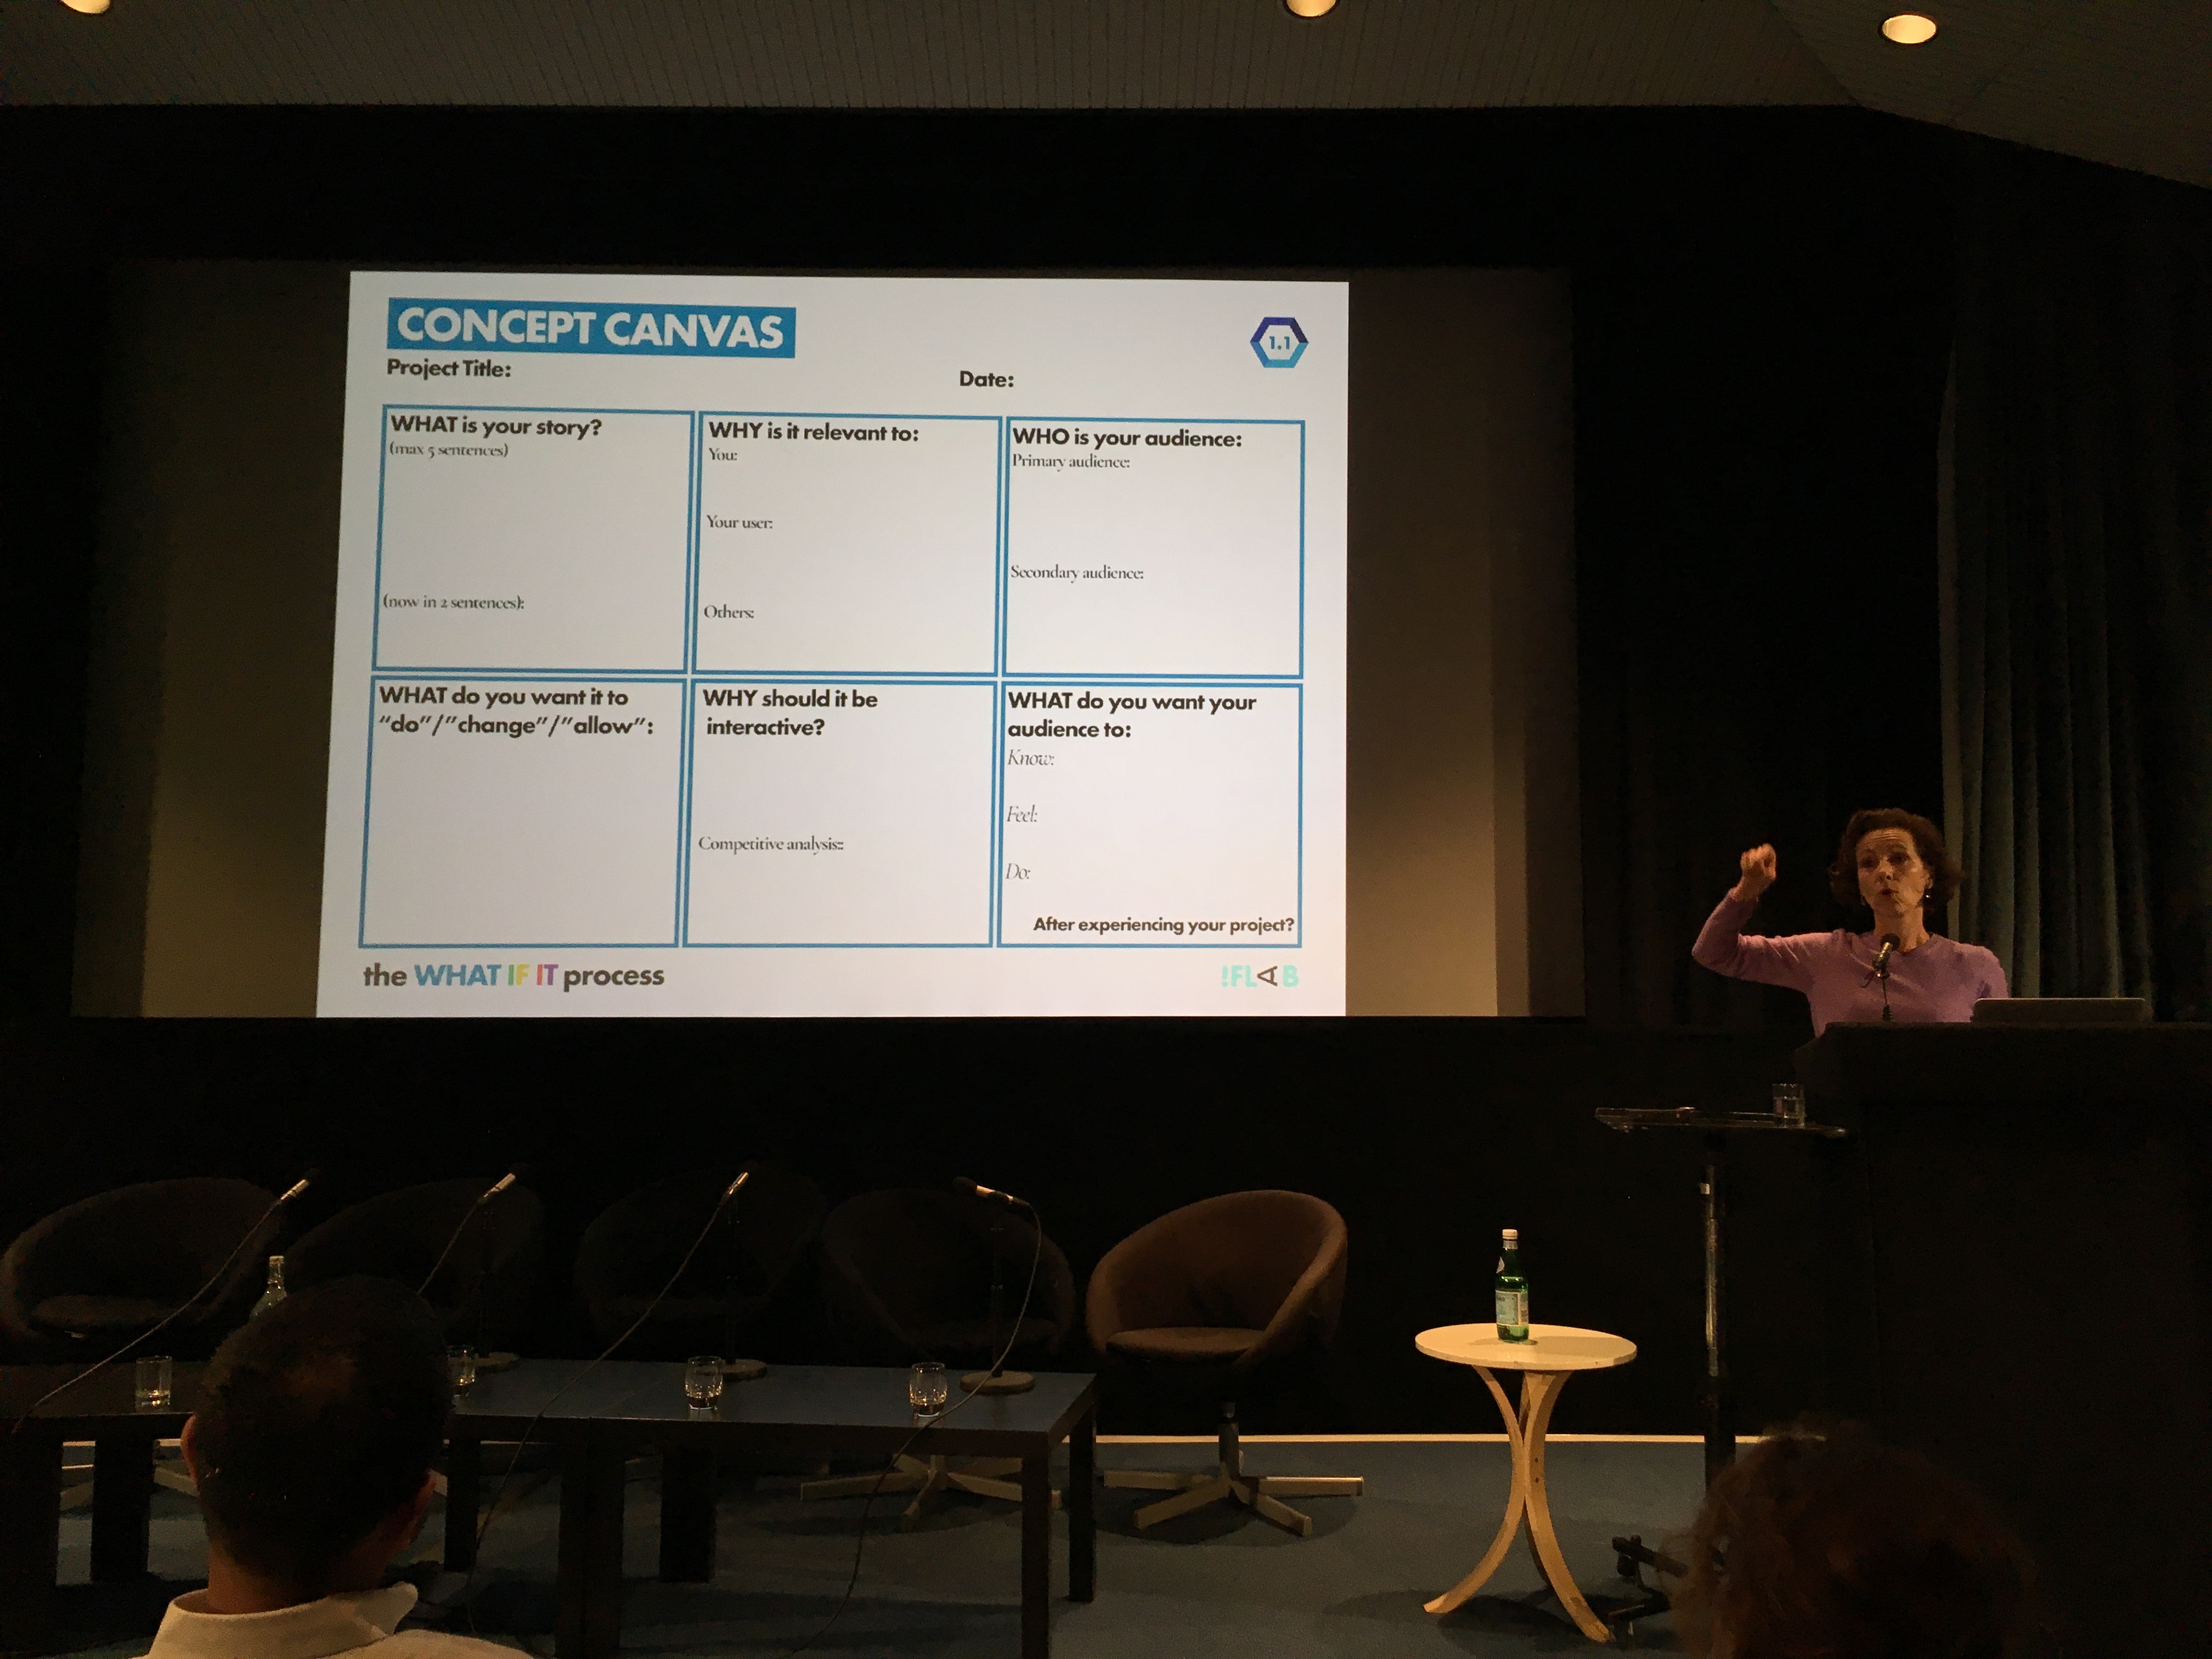 CONCEPT CANVAS
1.1
Project Title:
Date:
WHAT is your story?
(max 5 sentences)
(now in 2 sentences):
WHY is it relevant to:
You:
Your user:
Others:
WHO is your audience:
Primary audience:
Secondary audience:
WHAT do you want it to
“do”/”change”/”allow”:
WHY should it be
interactive?
Competitive analysis::
WHAT do you want your
audience to:
Know:
Feel:
Do:
After experiencing your project?
the WHAT IF IT process
!FLAB